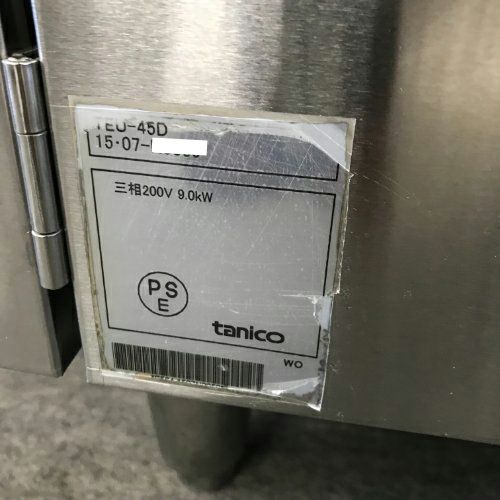 TEU-45D
15·07-
三相200V 9.0kW
PS
E
tanico
WO